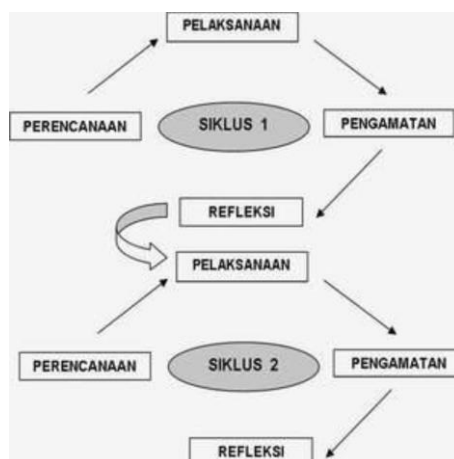 PELAKSANAAN
PERENCANAAN
SIKLUS 1
PENGAMATAN
REFLEKSI
PELAKSANAAN
PERENCANAAN
SIKLUS 2
PENGAMATAN
REFLEKSI